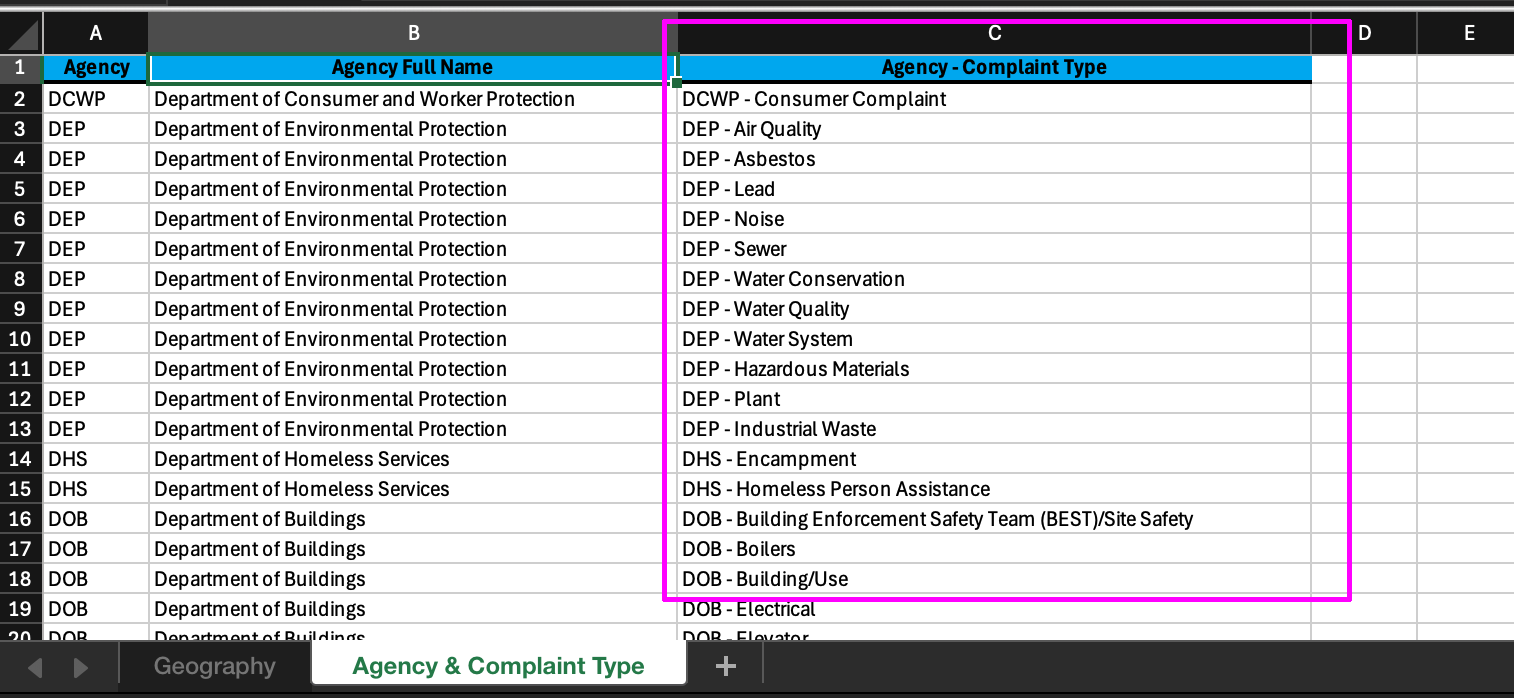 A B C D E
1 Agency Agency Full Name Agency - Complaint Type
2 DCWP Department of Consumer and Worker Protection DCWP - Consumer Complaint
3 DEP Department of Environmental Protection DEP - Air Quality
4 DEP Department of Environmental Protection DEP - Asbestos
5 DEP Department of Environmental Protection DEP - Lead
6 DEP Department of Environmental Protection DEP - Noise
7 DEP Department of Environmental Protection DEP - Sewer
8 DEP Department of Environmental Protection DEP - Water Conservation
9 DEP Department of Environmental Protection DEP - Water Quality
10 DEP Department of Environmental Protection DEP - Water System
11 DEP Department of Environmental Protection DEP - Hazardous Materials
12 DEP Department of Environmental Protection DEP - Plant
13 DEP Department of Environmental Protection DEP - Industrial Waste
14 DHS Department of Homeless Services DHS - Encampment
15 DHS Department of Homeless Services DHS - Homeless Person Assistance
16 DOB Department of Buildings DOB - Building Enforcement Safety Team (BEST)/Site Safety
17 DOB Department of Buildings DOB - Boilers
18 DOB Department of Buildings DOB - Building/Use
19 DOB Department of Buildings DOB - Electrical
20 DOB Department of Buildings DOB - Elevator
Geography Agency & Complaint Type +